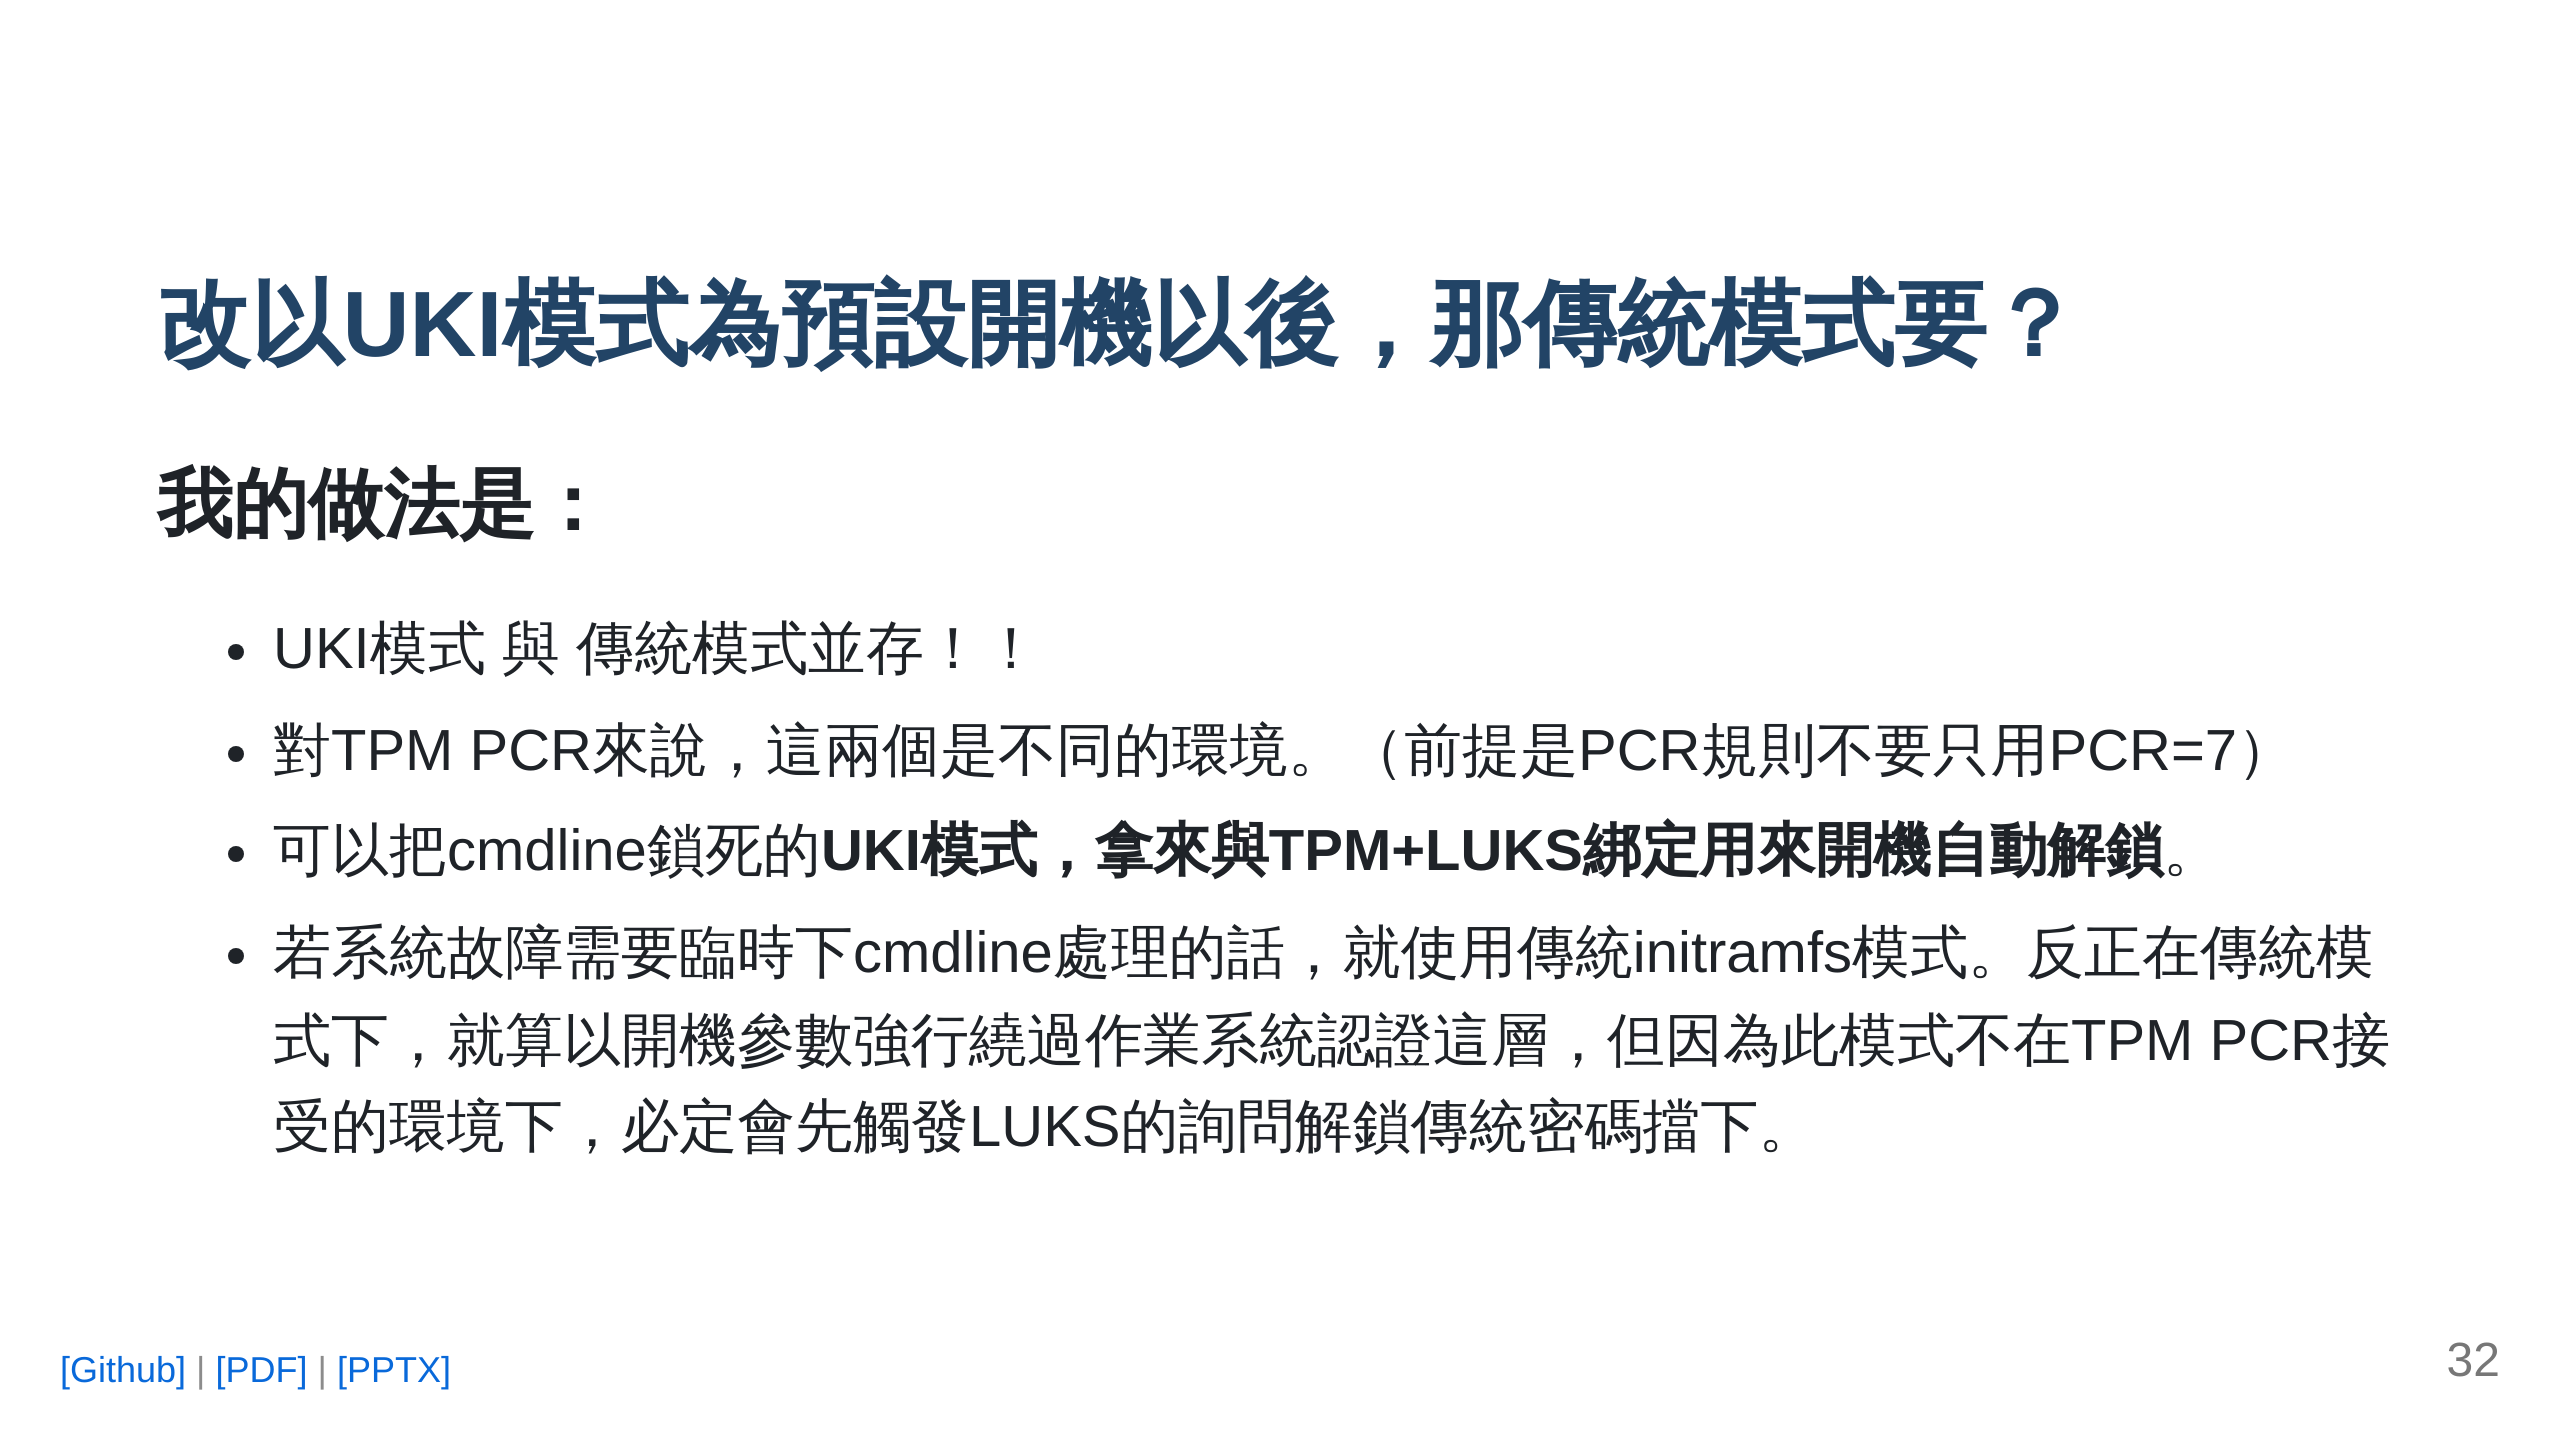 改以UKI模式為預設開機以後，那傳統模式要？
我的做法是：
• UKI模式 與 傳統模式並存！！
• 對TPM PCR來說，這兩個是不同的環境。（前提是PCR規則不要只用PCR=7）
• 可以把cmdline鎖死的UKI模式，拿來與TPM+LUKS綁定用來開機自動解鎖。
• 若系統故障需要臨時下cmdline處理的話，就使用傳統initramfs模式。反正在傳統模
式下，就算以開機參數強行繞過作業系統認證這層，但因為此模式不在TPM PCR接
受的環境下，必定會先觸發LUKS的詢問解鎖傳統密碼擋下。
[Github] | [PDF] | [PPTX]
32